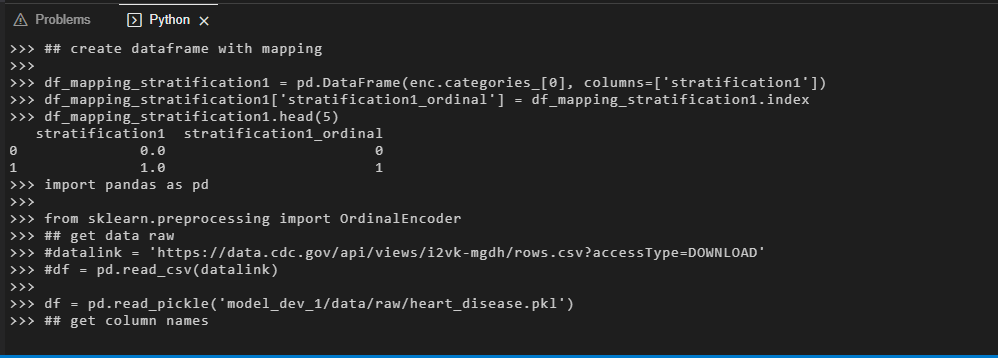 Problems Python
>>> ## create dataframe with mapping
>>>
>>> df_mapping_stratification1 = pd.DataFrame(enc.categories_[0], columns=['stratification1'])
>>> df_mapping_stratification1['stratification1_ordinal'] = df_mapping_stratification1.index
>>> df_mapping_stratification1.head(5)
   stratification1  stratification1_ordinal
0              0.0                        0
1              1.0                        1
>>> import pandas as pd
>>>
>>> from sklearn.preprocessing import OrdinalEncoder
>>> ## get data raw
>>> #datalink = 'https://data.cdc.gov/api/views/i2vk-mgdh/rows.csv?accessType=DOWNLOAD'
>>> #df = pd.read_csv(datalink)
>>>
>>> df = pd.read_pickle('model_dev_1/data/raw/heart_disease.pkl')
>>> ## get column names